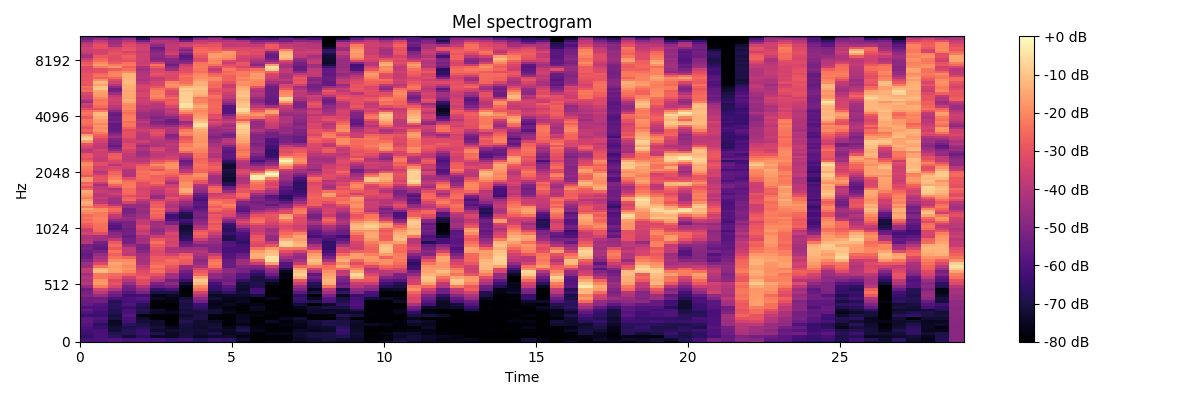 Mel spectrogram
8192
4096
2048
1024
512
0
Hz
0 5 10 15 20 25
Time
+0 dB
-10 dB
-20 dB
-30 dB
-40 dB
-50 dB
-60 dB
-70 dB
-80 dB